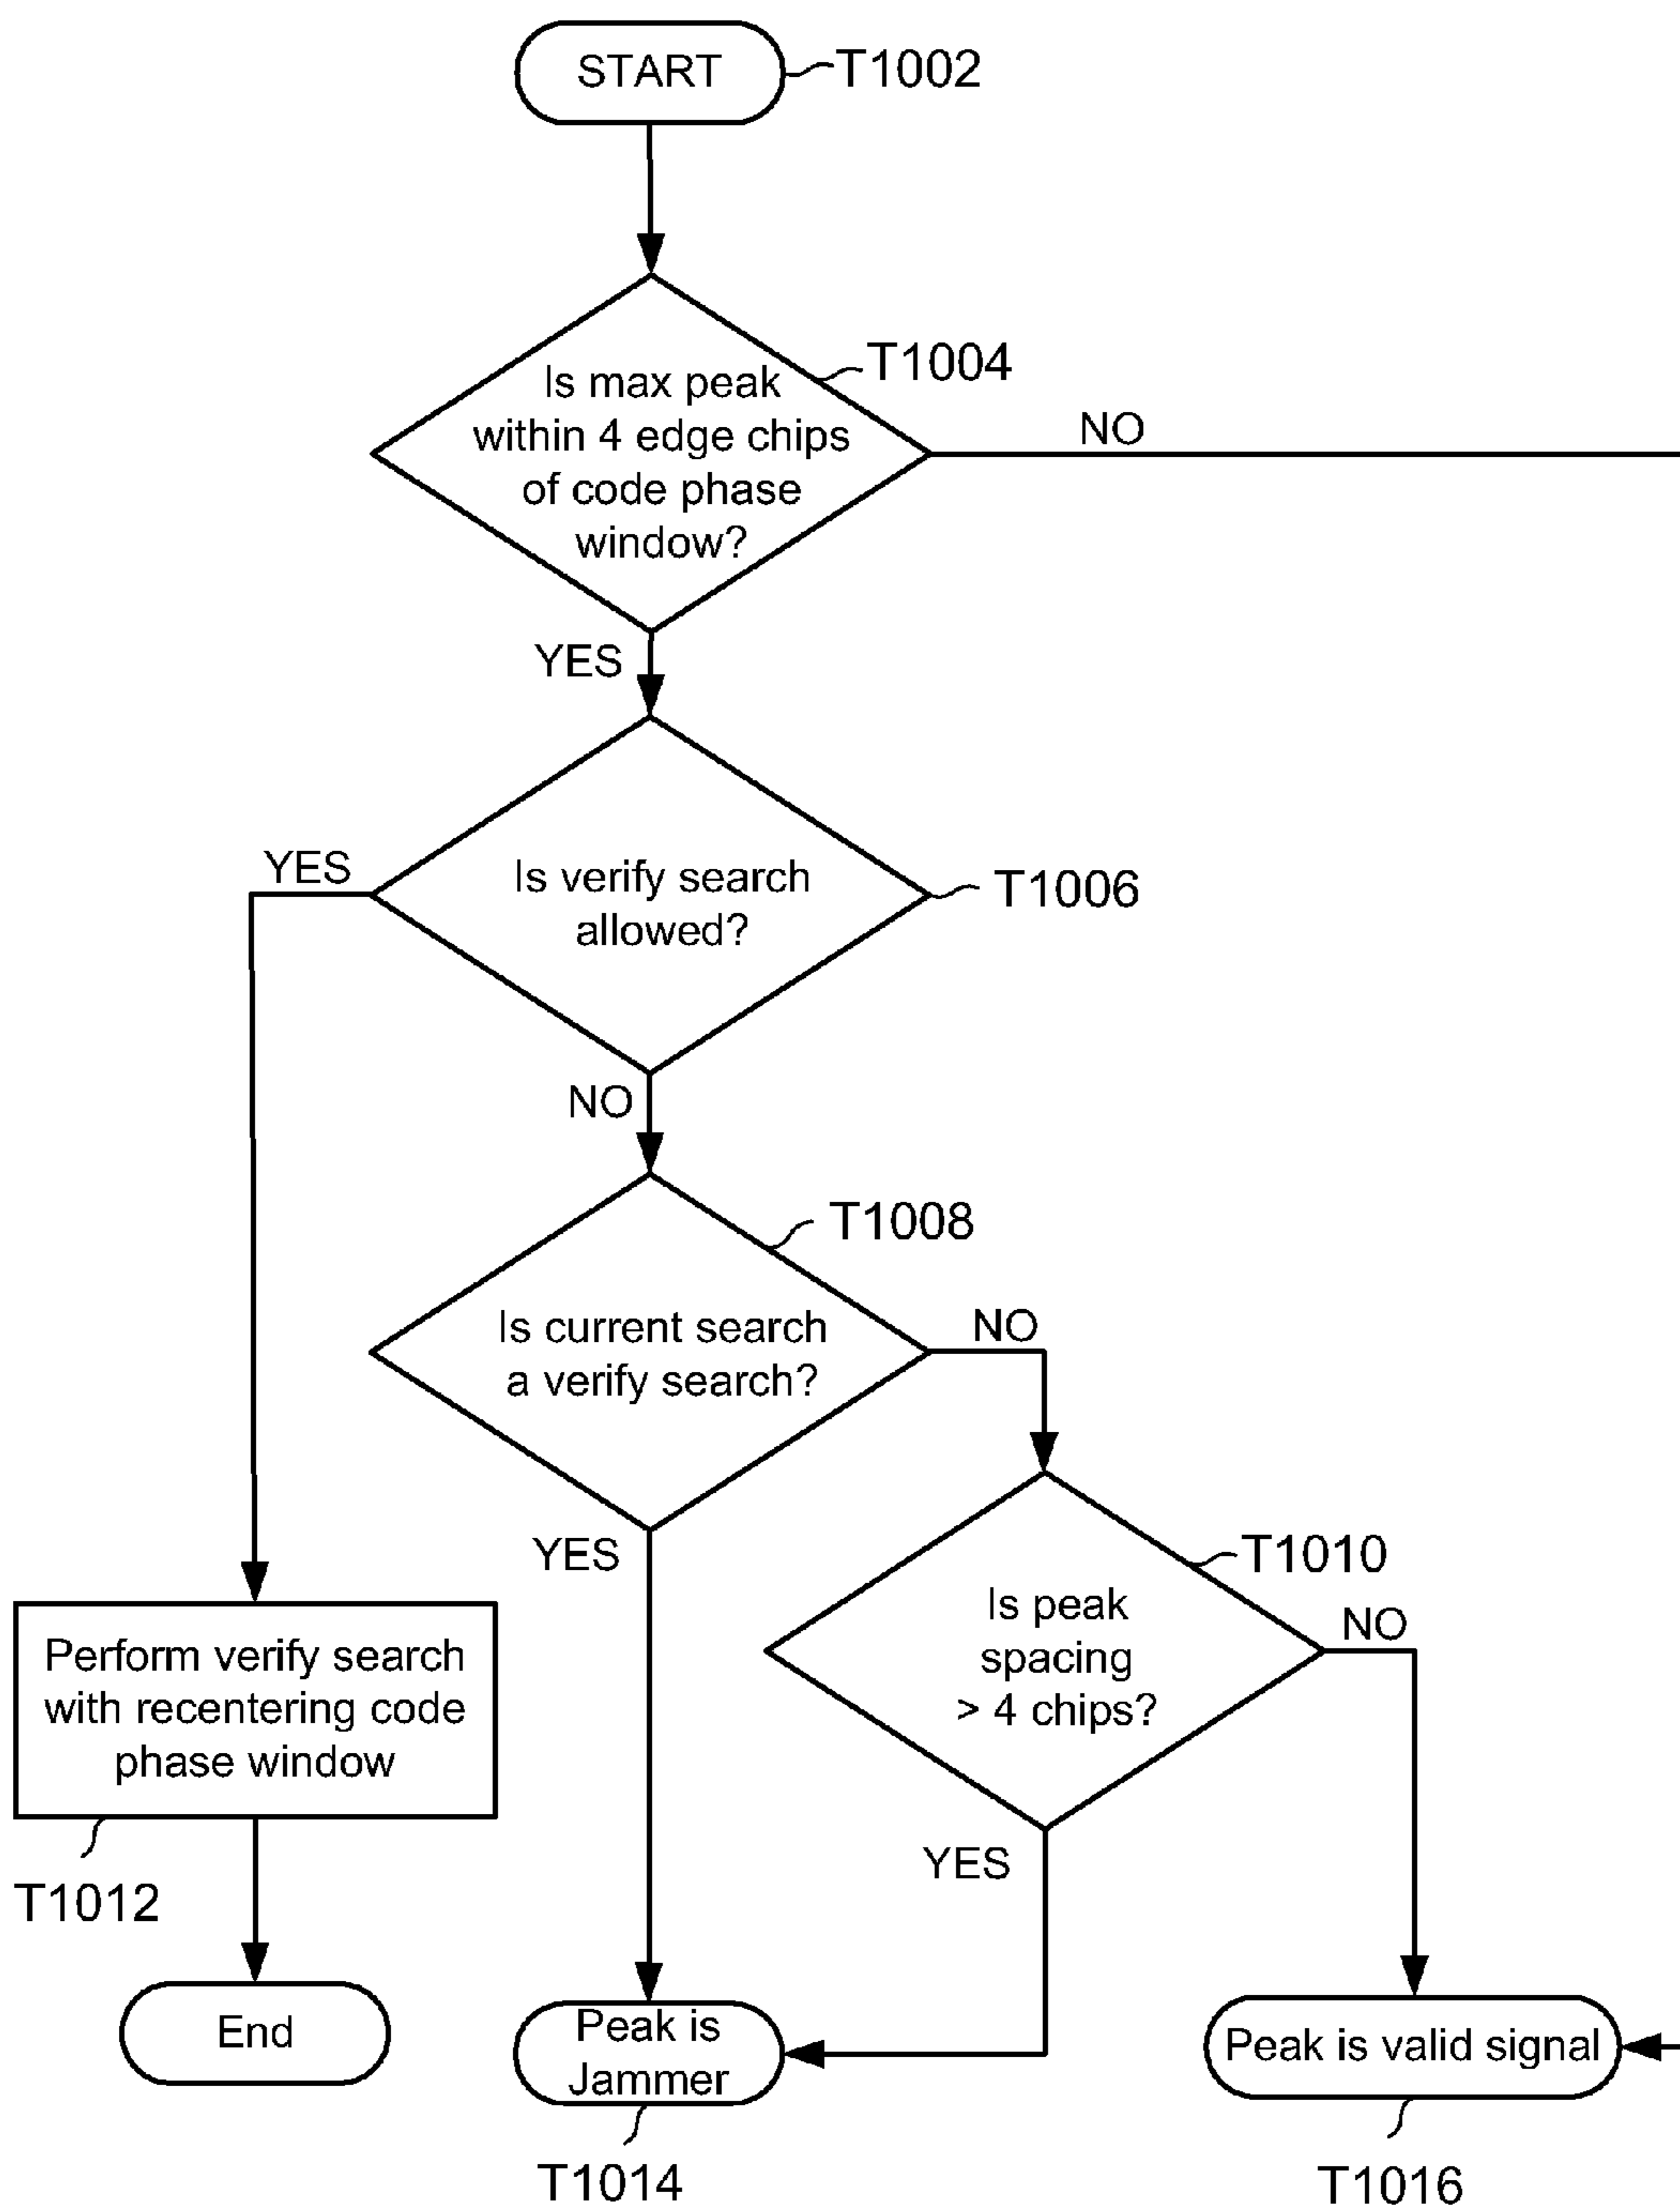 START
T1002
T1004
Is max peak
within 4 edge chips
of code phase
window?
NO
YES
YES
Is verify search
allowed?
T1006
NO
T1008
Is current search
a verify search?
NO
YES
T1010
Is peak
spacing
> 4 chips?
NO
Perform verify search
with recentering code
phase window
YES
T1012
End
Peak is
Jammer
Peak is valid signal
T1014
T1016